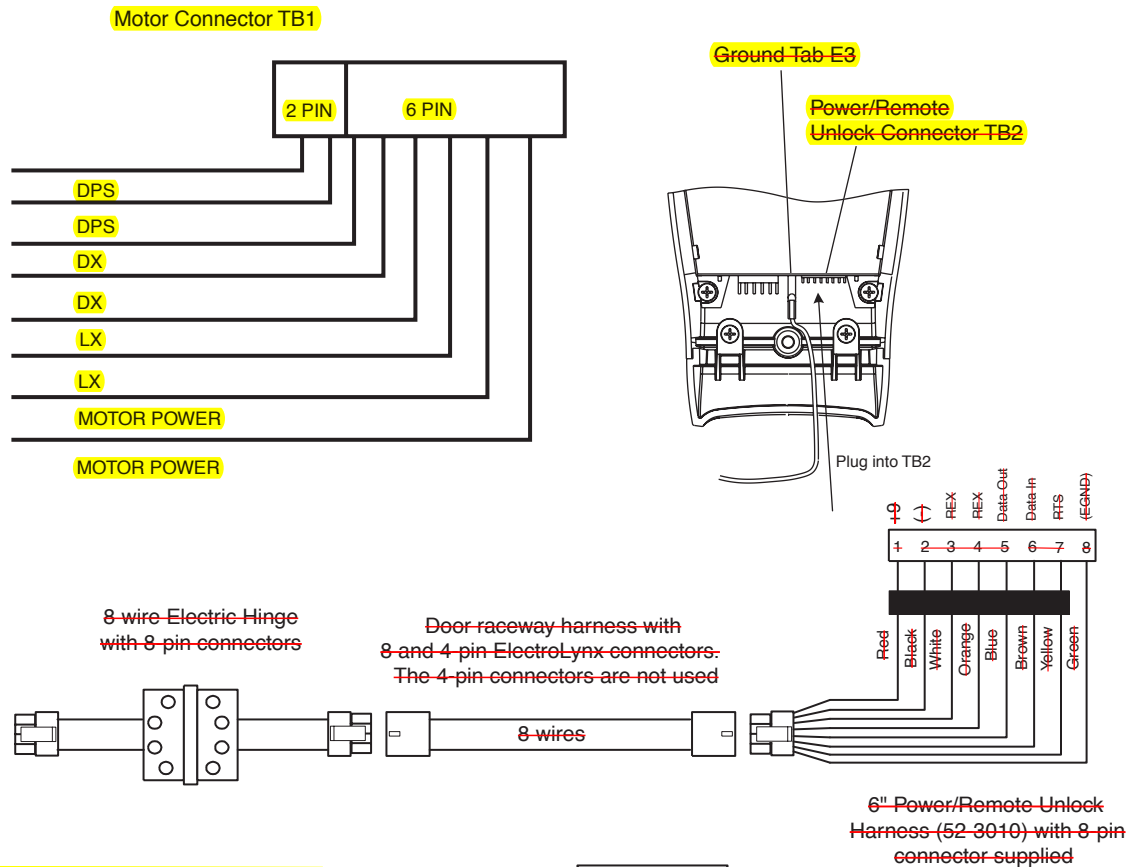 Motor Connector TB1
2 PIN
6 PIN
DPS
DPS
DX
DX
LX
LX
MOTOR POWER
MOTOR POWER
Ground Tab E3
Power/Remote
Unlock Connector TB2
Plug into TB2
(-)
REX
REX
Data Out
Data In
RTS
(EGND)
1 2 3 4 5 6 7 8
Red
Black
White
Orange
Blue
Brown
Yellow
Green
8 wire Electric Hinge
with 8 pin connectors
Door raceway harness with
8 and 4-pin ElectroLynx connectors.
The 4-pin connectors are not used
8 wires
6" Power/Remote Unlock
Harness (52-3010) with 8-pin
connector supplied